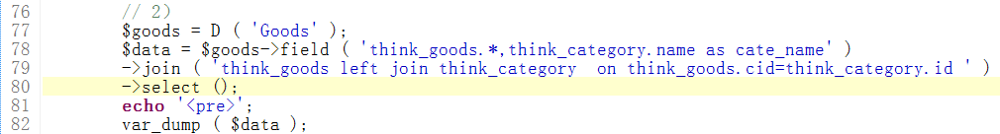 76 // 2)
77 $goods = D ( 'Goods' );
78 $data = $goods->field ( 'think_goods.*,think_category.name as cate_name' )
79 ->join ( 'think_goods left join think_category  on think_goods.cid=think_category.id ' )
80 ->select ();
81 echo '<pre>';
82 var_dump ( $data );